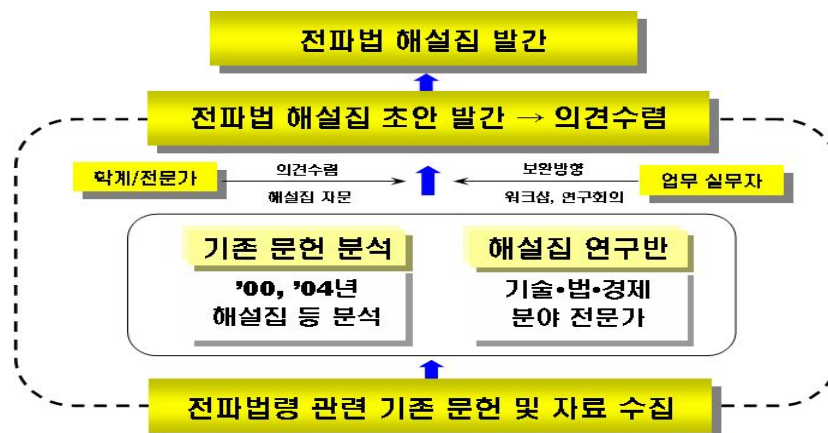 전파법 해설집 발간
전파법 해설집 초안 발간 → 의견수렴
학계/전문가
의견수렴
해설집 자문
보완방향
워크샵, 연구회의
업무 실무자
기존 문헌 분석
’00, ’04년
해설집 등 분석
해설집 연구반
기술•법•경제
분야 전문가
전파법령 관련 기존 문헌 및 자료 수집